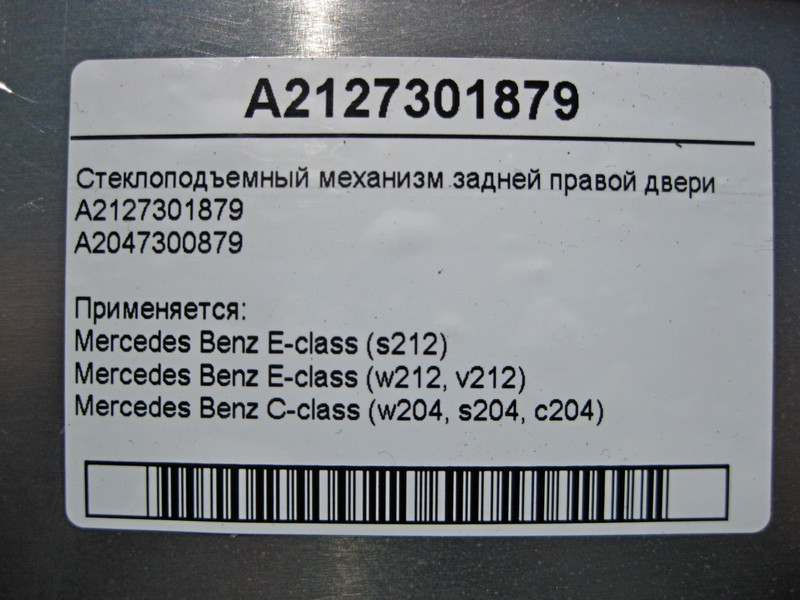 A2127301879
Стеклоподъемный механизм задней правой двери
A2127301879
A2047300879
Применяется:
Mercedes Benz E-class (s212)
Mercedes Benz E-class (w212, v212)
Mercedes Benz C-class (w204, s204, c204)